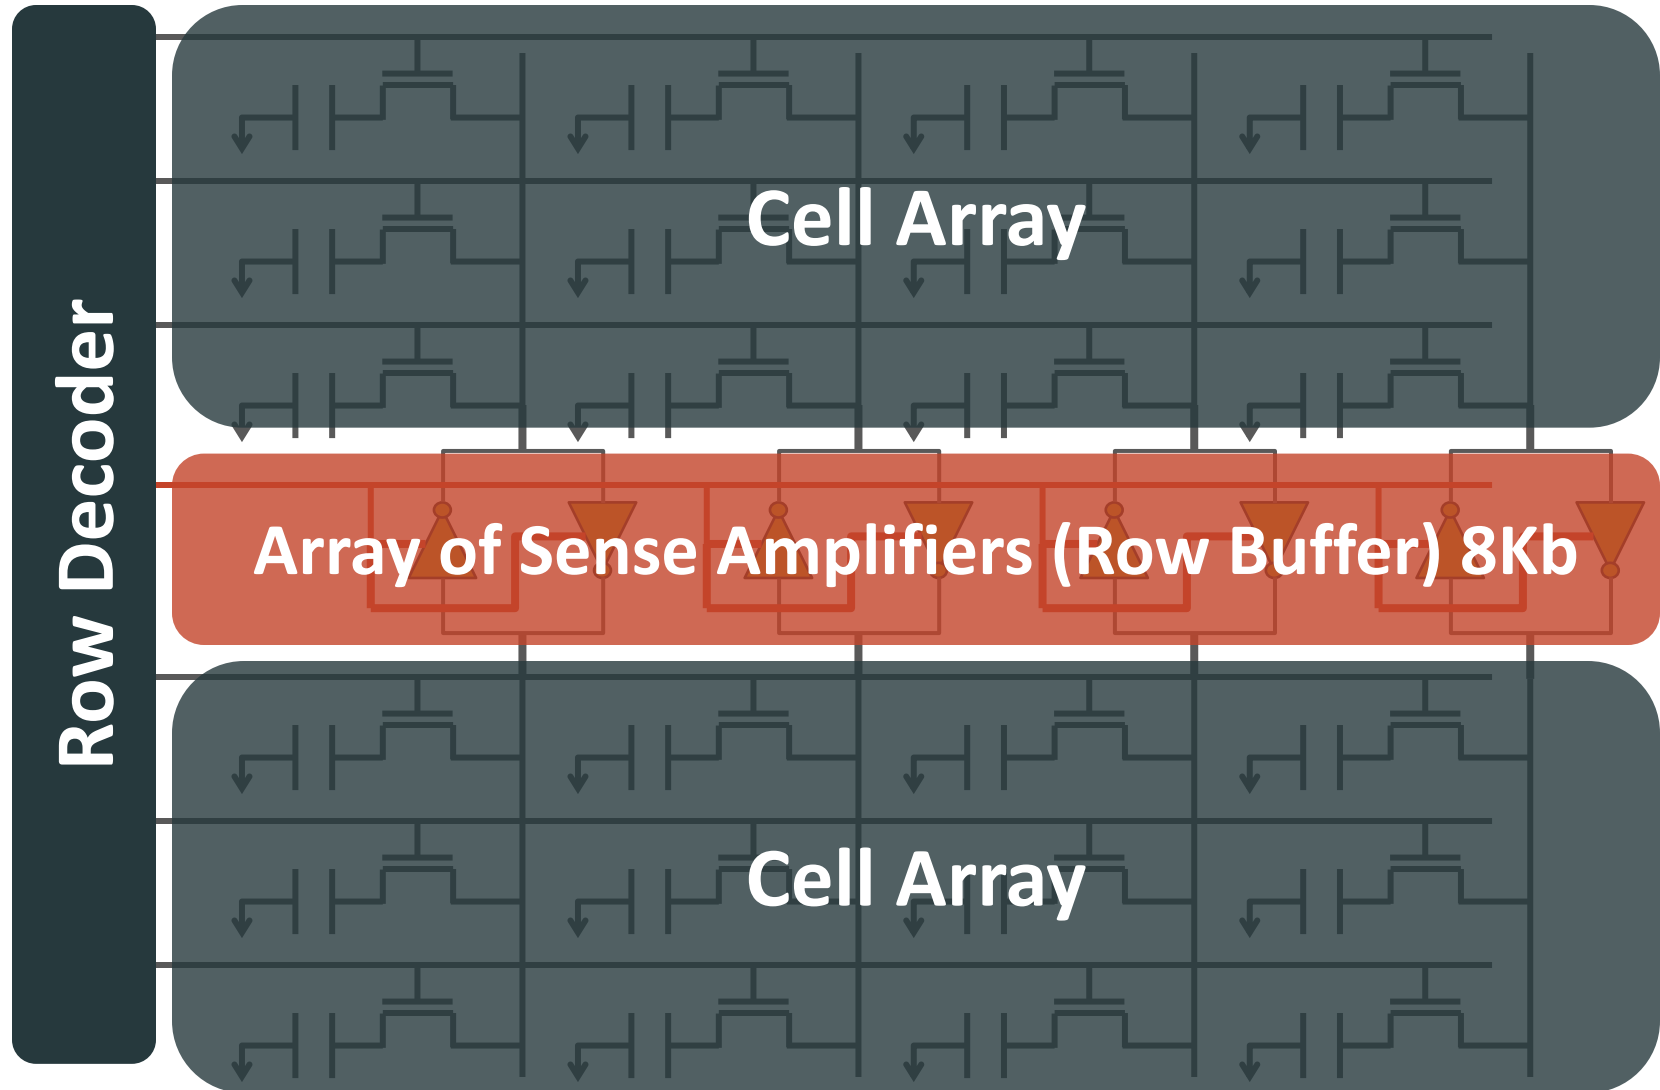 Row Decoder
Cell Array
Array of Sense Amplifiers (Row Buffer) 8Kb
Cell Array